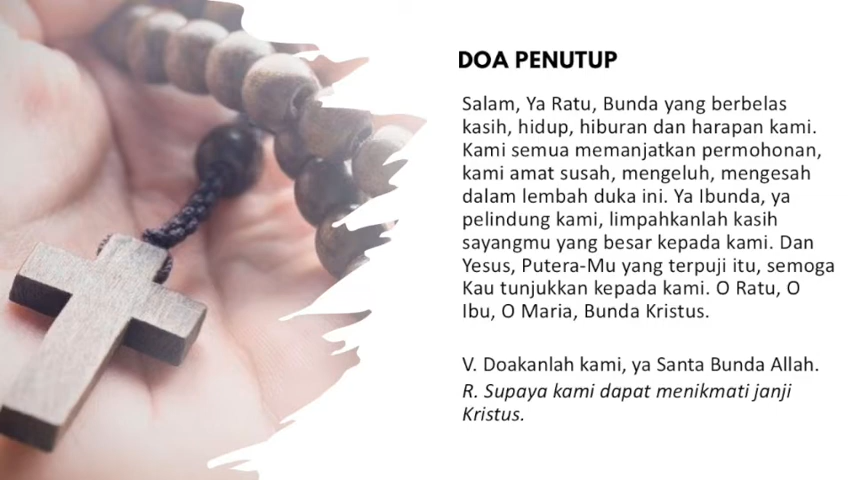 DOA PENUTUP
Salam, Ya Ratu, Bunda yang berbelas
kasih, hidup, hiburan dan harapan kami.
Kami semua memanjatkan permohonan,
kami amat susah, mengeluh, mengesah
dalam lembah duka ini. Ya Ibunda, ya
pelindung kami, limpahkanlah kasih
sayangmu yang besar kepada kami. Dan
Yesus, Putera-Mu yang terpuji itu, semoga
Kau tunjukkan kepada kami. O Ratu, O
Ibu, O Maria, Bunda Kristus.
V. Doakanlah kami, ya Santa Bunda Allah.
R. Supaya kami dapat menikmati janji
Kristus.